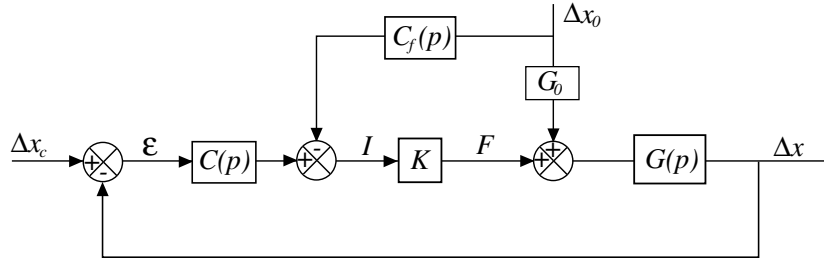 Δx₀
C_f(p)
G₀
Δx_c
+
-
ε
C(p)
+
-
I
K
F
+
+
G(p)
Δx